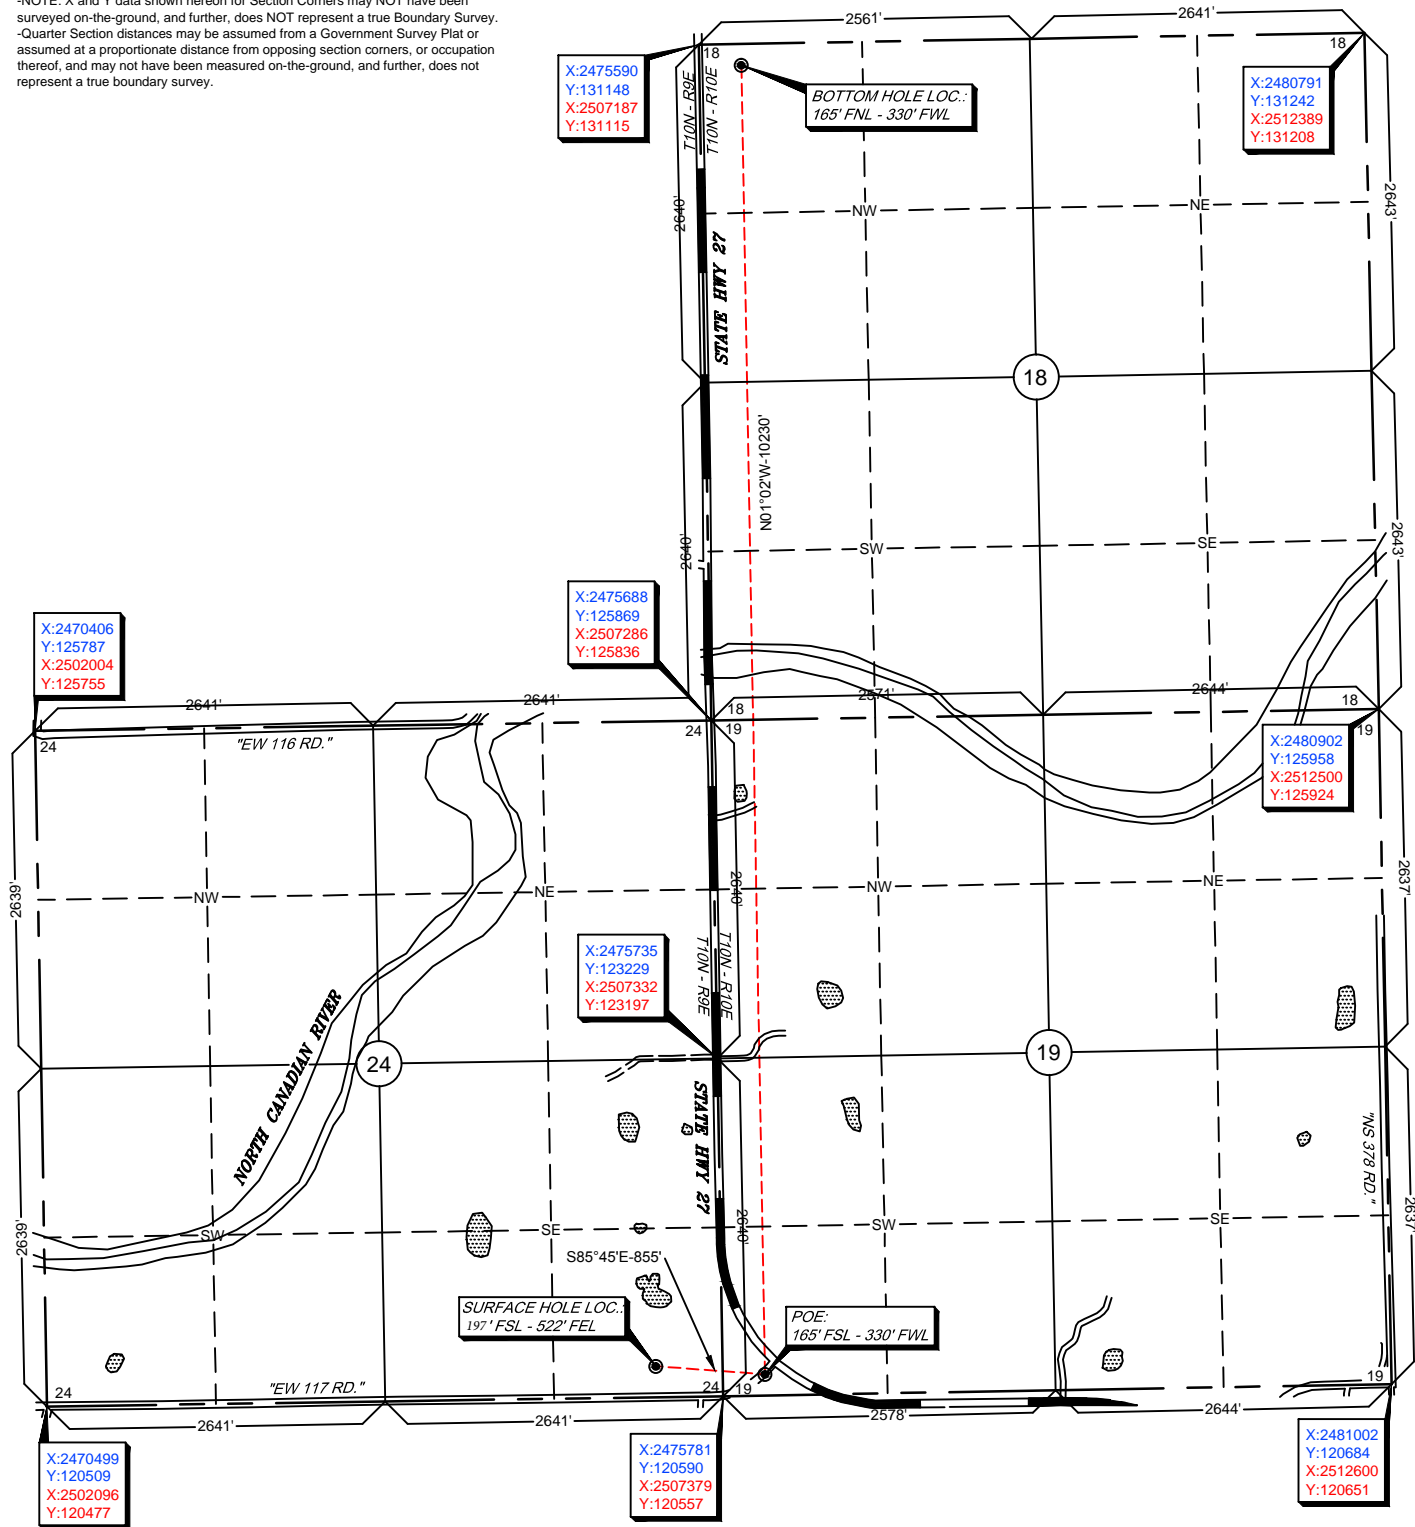 -NOTE: X and Y data shown hereon for Section Corners may NOT have been
surveyed on-the-ground, and further, does NOT represent a true Boundary Survey.
-Quarter Section distances may be assumed from a Government Survey Plat or
assumed at a proportionate distance from opposing section corners, or occupation
thereof, and may not have been measured on-the-ground, and further, does not
represent a true boundary survey.
2561'
2641'
18
18
X:2475590
Y:131148
X:2507187
Y:131115
T10N - R9E
T10N - R10E
BOTTOM HOLE LOC.:
165' FNL - 330' FWL
X:2480791
Y:131242
X:2512389
Y:131208
2640'
NW
NE
2643'
STATE HWY 27
18
N01°02'W-10230'
2640'
SW
SE
2643'
X:2475688
Y:125869
X:2507286
Y:125836
X:2470406
Y:125787
X:2502004
Y:125755
2641'
2641'
2571'
2644'
18
18
24
24
19
19
"EW 116 RD."
X:2480902
Y:125958
X:2512500
Y:125924
2639'
NW
NE
2640'
NW
NE
2637'
X:2475735
Y:123229
X:2507332
Y:123197
T10N - R9E
T10N - R10E
NORTH CANADIAN RIVER
24
19
STATE HWY 27
"NS 378 RD."
2639'
SW
SE
2640'
SW
SE
2637'
S85°45'E-855'
SURFACE HOLE LOC.:
197' FSL - 522' FEL
POE:
165' FSL - 330' FWL
24
"EW 117 RD."
24
19
19
2641'
2641'
2578'
2644'
X:2470499
Y:120509
X:2502096
Y:120477
X:2475781
Y:120590
X:2507379
Y:120557
X:2481002
Y:120684
X:2512600
Y:120651